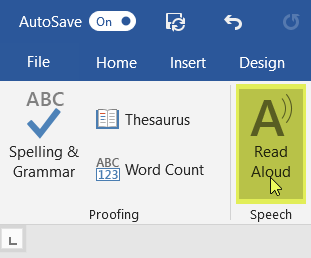 AutoSave On
File Home Insert Design
ABC
Spelling &
Grammar
Thesaurus
ABC
123 Word Count
Proofing
A
Read
Aloud
Speech
L